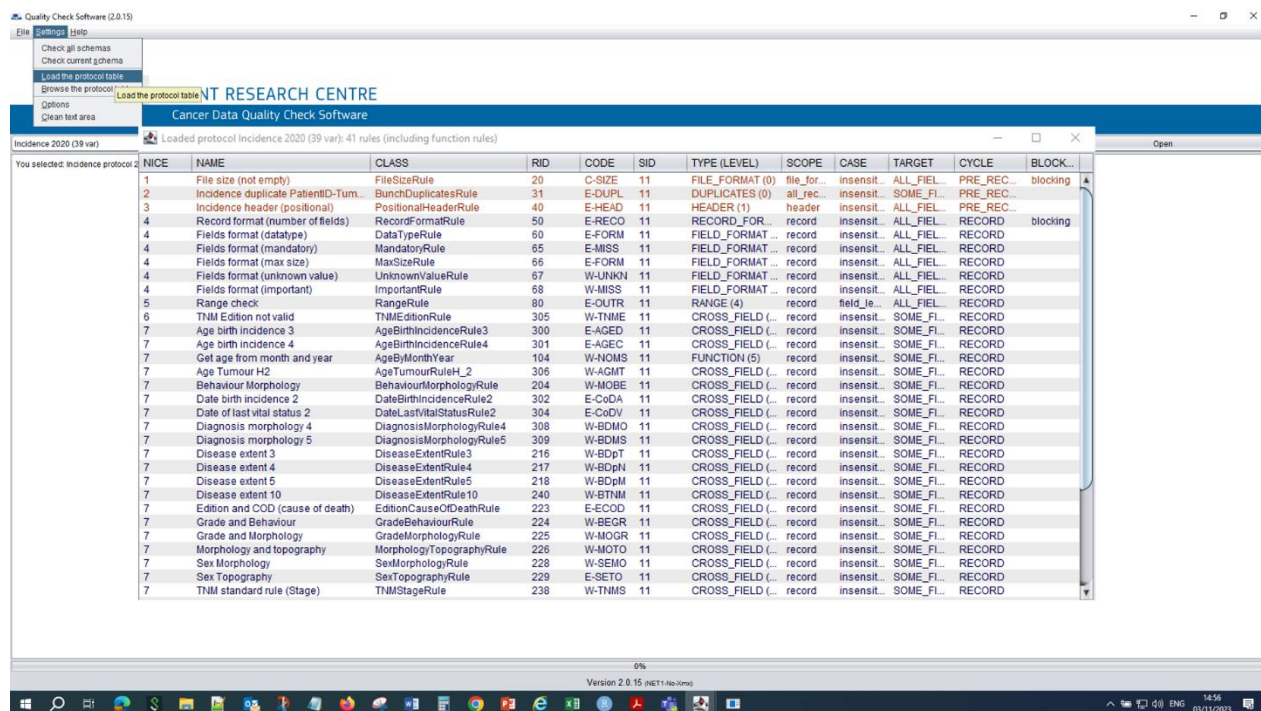 Quality Check Software (2.0.15)
File Settings Help
Check all schemas
Check current schema
Load the protocol table
Browse the protocol
Load the protocol table
Options
Clean text area
NT RESEARCH CENTRE
Cancer Data Quality Check Software
Incidence 2020 (39 var)
Open
You selected: Incidence protocol 2
Loaded protocol Incidence 2020 (39 var): 41 rules (including function rules)
NICE NAME CLASS RID CODE SID TYPE (LEVEL) SCOPE CASE TARGET CYCLE BLOCK...
1 File size (not empty) FileSizeRule 20 C-SIZE 11 FILE_FORMAT (0) file_for... insensit... ALL_FIEL... PRE_REC... blocking
2 Incidence duplicate PatientID-Tum... BunchDuplicatesRule 31 E-DUPL 11 DUPLICATES (0) all_rec... insensit... SOME_FI... PRE_REC...
3 Incidence header (positional) PositionalHeaderRule 40 E-HEAD 11 HEADER (1) header insensit... ALL_FIEL... PRE_REC...
4 Record format (number of fields) RecordFormatRule 50 E-RECO 11 RECORD_FOR... record insensit... ALL_FIEL... RECORD blocking
4 Fields format (datatype) DataTypeRule 60 E-FORM 11 FIELD_FORMAT ... record insensit... ALL_FIEL... RECORD
4 Fields format (mandatory) MandatoryRule 65 E-MISS 11 FIELD_FORMAT ... record insensit... ALL_FIEL... RECORD
4 Fields format (max size) MaxSizeRule 66 E-FORM 11 FIELD_FORMAT ... record insensit... ALL_FIEL... RECORD
4 Fields format (unknown value) UnknownValueRule 67 W-UNKN 11 FIELD_FORMAT ... record insensit... ALL_FIEL... RECORD
4 Fields format (important) ImportantRule 68 W-MISS 11 FIELD_FORMAT ... record insensit... ALL_FIEL... RECORD
5 Range check RangeRule 80 E-OUTR 11 RANGE (4) record field_le... ALL_FIEL... RECORD
6 TNM Edition not valid TNMEditionRule 305 W-TNME 11 CROSS_FIELD (... record insensit... SOME_FI... RECORD
7 Age birth incidence 3 AgeBirthIncidenceRule3 300 E-AGED 11 CROSS_FIELD (... record insensit... SOME_FI... RECORD
7 Age birth incidence 4 AgeBirthIncidenceRule4 301 E-AGEC 11 CROSS_FIELD (... record insensit... SOME_FI... RECORD
7 Get age from month and year AgeByMonthYear 104 W-NOMS 11 FUNCTION (5) record insensit... SOME_FI... RECORD
7 Age Tumour H2 AgeTumourRuleH_2 306 W-AGMT 11 CROSS_FIELD (... record insensit... SOME_FI... RECORD
7 Behaviour Morphology BehaviourMorphologyRule 204 W-MOBE 11 CROSS_FIELD (... record insensit... SOME_FI... RECORD
7 Date birth incidence 2 DateBirthIncidenceRule2 302 E-CoDA 11 CROSS_FIELD (... record insensit... SOME_FI... RECORD
7 Date of last vital status 2 DateLastVitalStatusRule2 304 E-CoDV 11 CROSS_FIELD (... record insensit... SOME_FI... RECORD
7 Diagnosis morphology 4 DiagnosisMorphologyRule4 308 W-BDMO 11 CROSS_FIELD (... record insensit... SOME_FI... RECORD
7 Diagnosis morphology 5 DiagnosisMorphologyRule5 309 W-BDMS 11 CROSS_FIELD (... record insensit... SOME_FI... RECORD
7 Disease extent 3 DiseaseExtentRule3 216 W-BDpT 11 CROSS_FIELD (... record insensit... SOME_FI... RECORD
7 Disease extent 4 DiseaseExtentRule4 217 W-BDpN 11 CROSS_FIELD (... record insensit... SOME_FI... RECORD
7 Disease extent 5 DiseaseExtentRule5 218 W-BDpM 11 CROSS_FIELD (... record insensit... SOME_FI... RECORD
7 Disease extent 10 DiseaseExtentRule10 240 W-BTNM 11 CROSS_FIELD (... record insensit... SOME_FI... RECORD
7 Edition and COD (cause of death) EditionCauseOfDeathRule 223 E-ECOD 11 CROSS_FIELD (... record insensit... SOME_FI... RECORD
7 Grade and Behaviour GradeBehaviourRule 224 W-BEGR 11 CROSS_FIELD (... record insensit... SOME_FI... RECORD
7 Grade and Morphology GradeMorphologyRule 225 W-MOGR 11 CROSS_FIELD (... record insensit... SOME_FI... RECORD
7 Morphology and topography MorphologyTopographyRule 226 W-MOTO 11 CROSS_FIELD (... record insensit... SOME_FI... RECORD
7 Sex Morphology SexMorphologyRule 228 W-SEMO 11 CROSS_FIELD (... record insensit... SOME_FI... RECORD
7 Sex Topography SexTopographyRule 229 E-SETO 11 CROSS_FIELD (... record insensit... SOME_FI... RECORD
7 TNM standard rule (Stage) TNMStageRule 238 W-TNMS 11 CROSS_FIELD (... record insensit... SOME_FI... RECORD
0%
Version 2.0.15 (NET1-No-Xmx)
ENG
14:56
03/11/2023